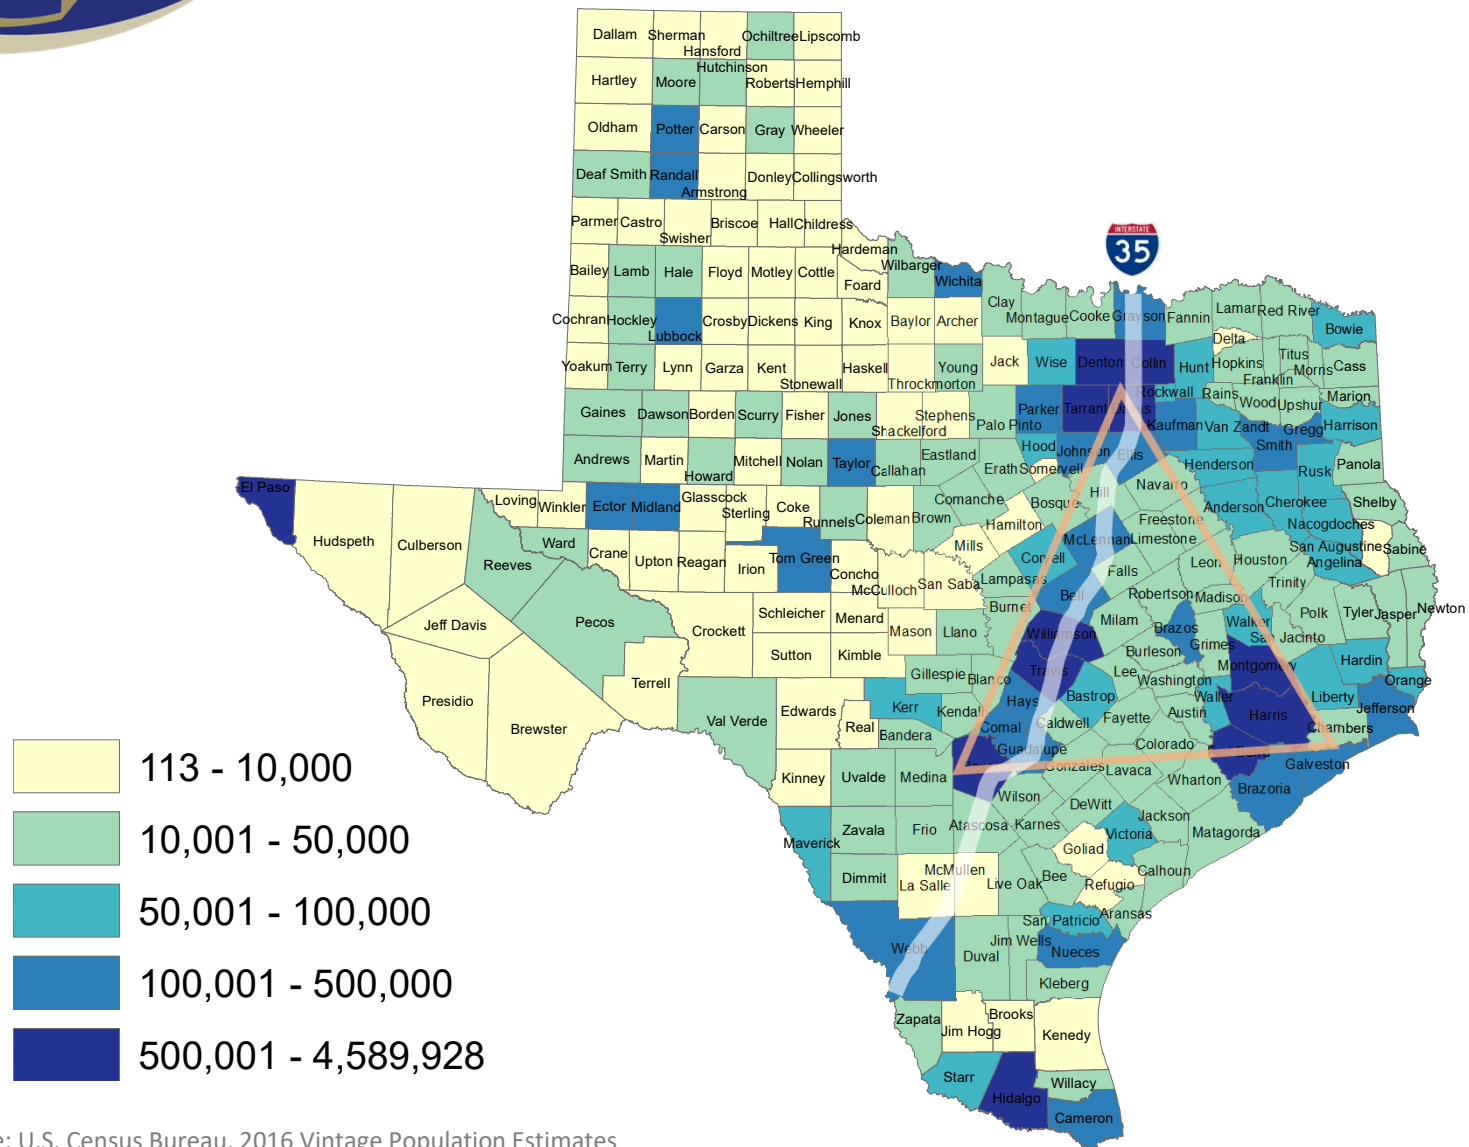 Dallam Sherman Hansford Ochiltree Lipscomb
Hartley Moore Hutchinson Roberts Hemphill
Oldham Potter Carson Gray Wheeler
Deaf Smith Randall Armstrong Donley Collingsworth
Parmer Castro Swisher Briscoe Hall Childress
Hardeman
INTERSTATE
35
Bailey Lamb Hale Floyd Motley Cottle Foard Wilbarger Wichita
Clay Montague Cooke Grayson Fannin Lamar Red River Bowie
Cochran Hockley Lubbock Crosby Dickens King Knox Baylor Archer
Delta Titus Morris Cass
Yoakum Terry Lynn Garza Kent Stonewall Haskell Throckmorton Young Jack Wise Denton Collin Hunt Hopkins Franklin
Rockwall Rains Wood Upshur Marion
Gaines Dawson Borden Scurry Fisher Jones Shackelford Stephens Palo Pinto Parker Tarrant Dallas Kaufman Van Zandt Smith Gregg Harrison
Andrews Martin Howard Mitchell Nolan Taylor Callahan Eastland Erath Hood Somervell Johnson Ellis Henderson Rusk Panola
El Paso Hudspeth Culberson Loving Winkler Ector Midland Glasscock Sterling Coke Runnels Coleman Brown Comanche Bosque Hill Navarro Anderson Cherokee Shelby
Hamilton Freestone Nacogdoches
Ward Crane Upton Reagan Irion Tom Green Concho Mills Coryell McLennan Limestone San Augustine Sabine
Reeves McCulloch San Saba Lampasas Falls Leon Houston Angelina
Trinity
Jeff Davis Pecos Crockett Schleicher Menard Mason Llano Burnet Bell Robertson Madison Polk Tyler Jasper Newton
Williamson Milam Brazos Walker San Jacinto
Sutton Kimble Burleson Grimes Montgomery Hardin
Presidio Brewster Terrell Gillespie Blanco Travis Lee Washington Waller Liberty Orange
Val Verde Edwards Real Kerr Kendall Hays Bastrop Austin Harris Jefferson
Bandera Comal Caldwell Fayette Chambers
Guadalupe Colorado Fort Bend
Kinney Uvalde Medina Gonzales Lavaca Wharton Galveston
Brazoria
Wilson DeWitt Jackson
Maverick Zavala Frio Atascosa Karnes Victoria Matagorda
Goliad
Dimmit La Salle McMullen Live Oak Bee Refugio Calhoun
Aransas
San Patricio
Webb Duval Jim Wells Nueces
Kleberg
Zapata Jim Hogg Brooks Kenedy
Starr Hidalgo Willacy
Cameron
113 - 10,000
10,001 - 50,000
50,001 - 100,000
100,001 - 500,000
500,001 - 4,589,928
e: U.S. Census Bureau, 2016 Vintage Population Estimates